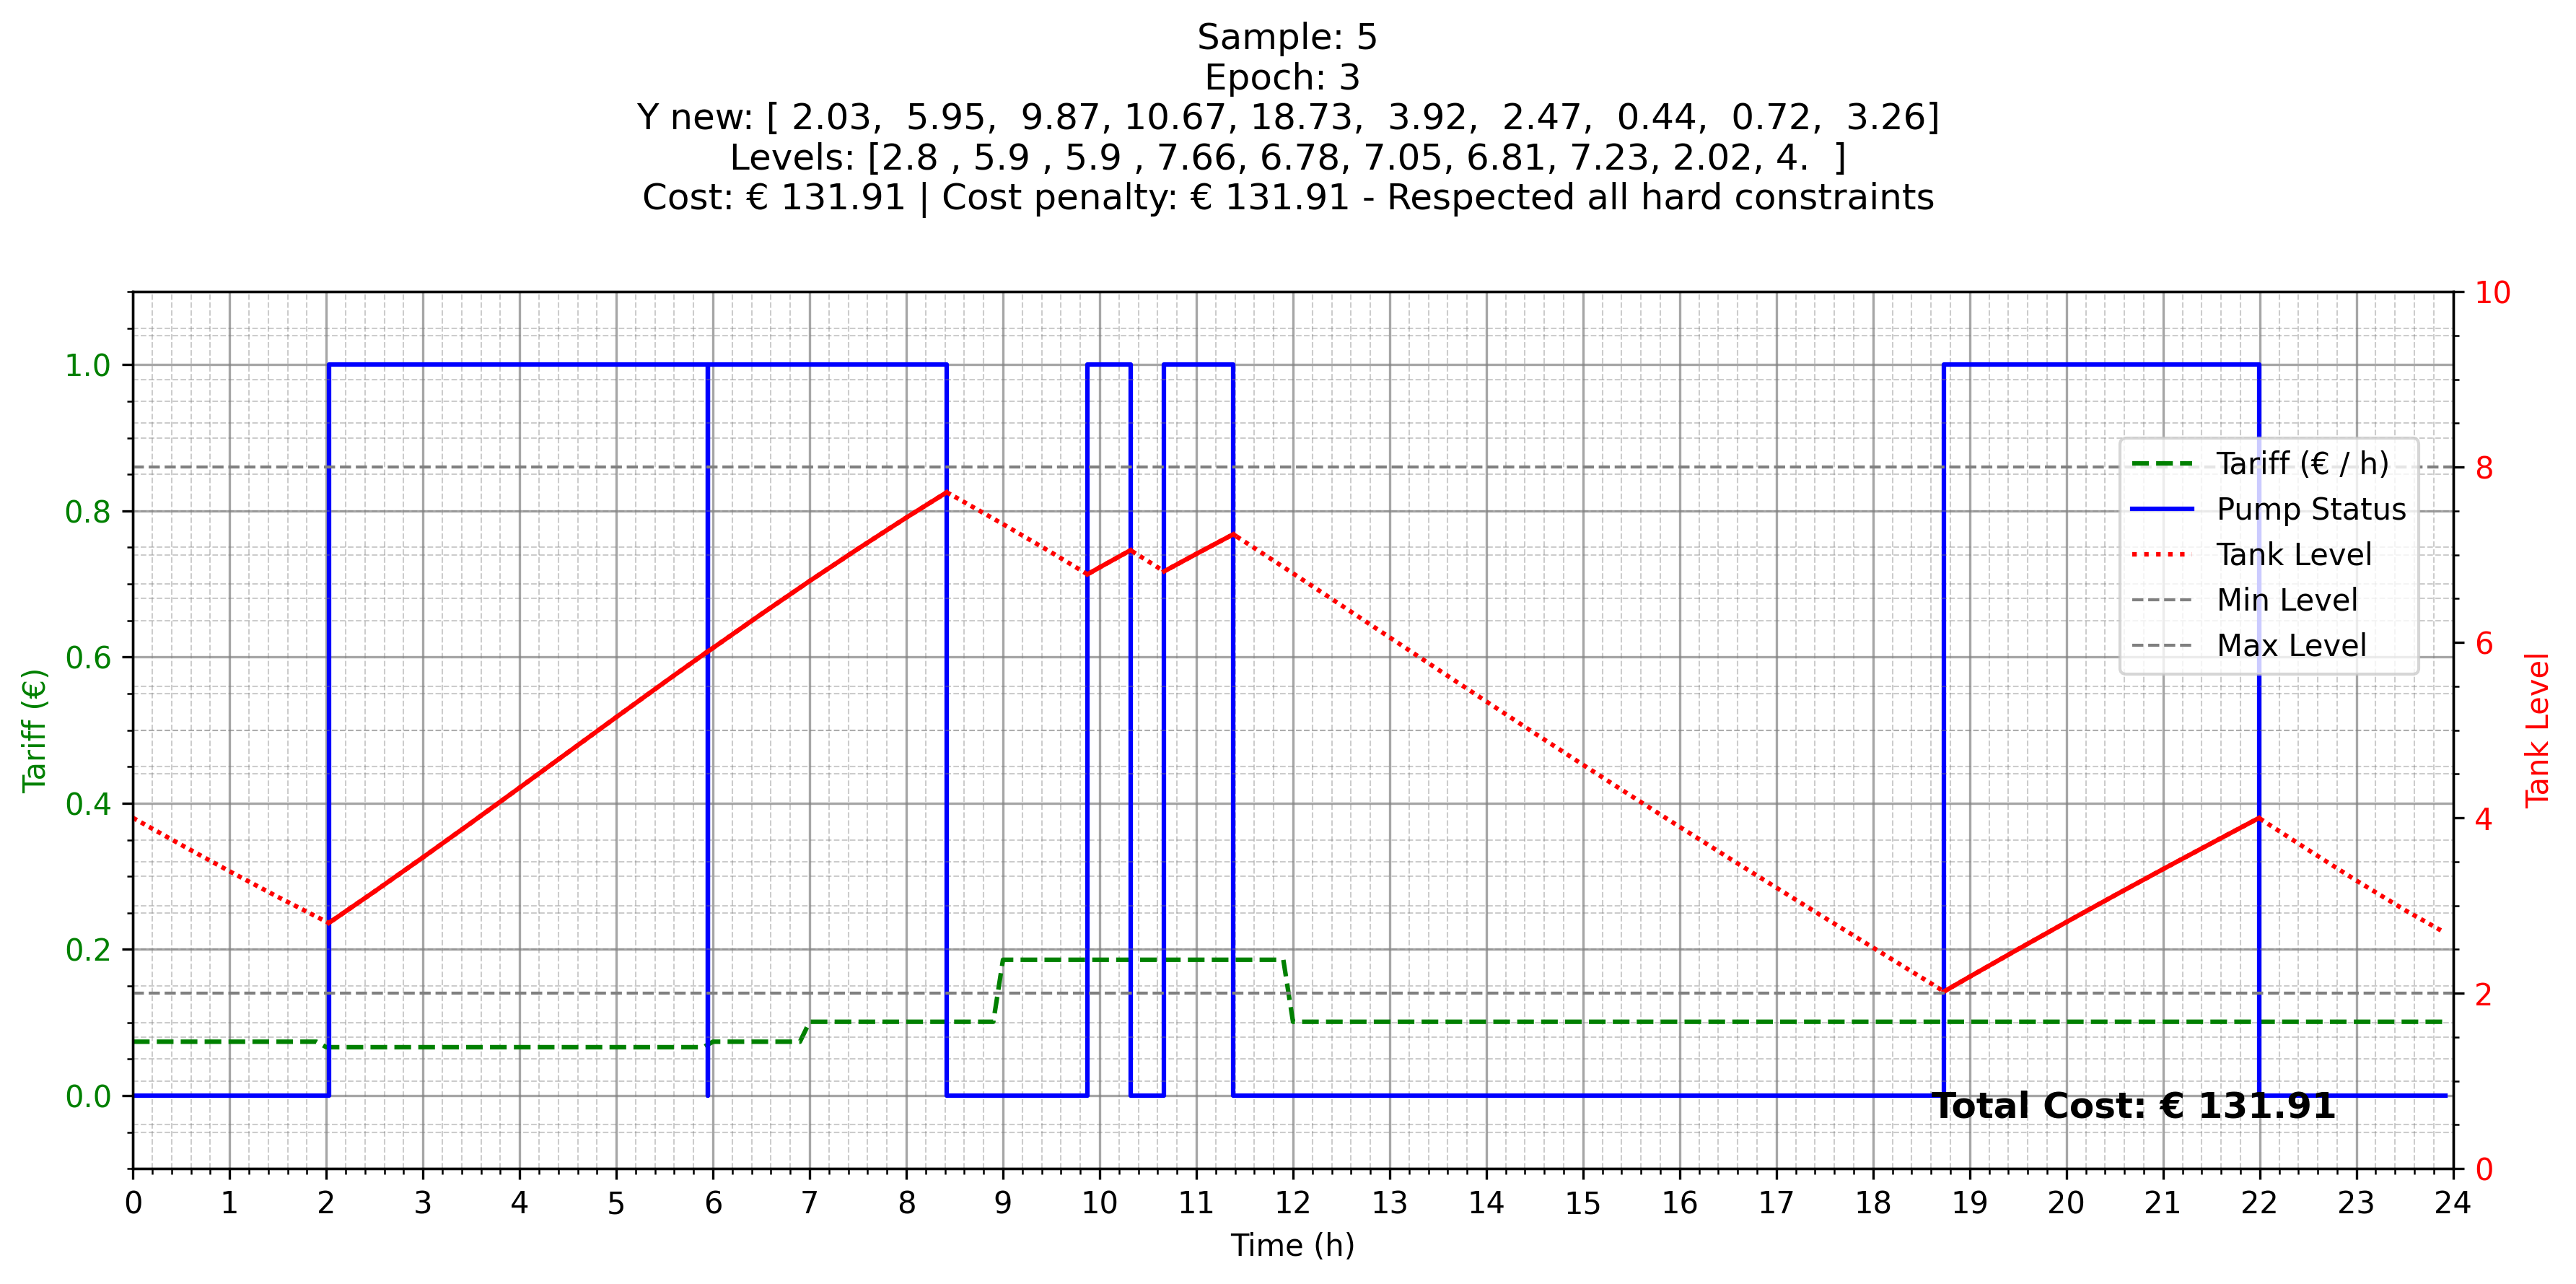 Sample: 5
Epoch: 3
Y new: [ 2.03,  5.95,  9.87, 10.67, 18.73,  3.92,  2.47,  0.44,  0.72,  3.26]
Levels: [2.8 , 5.9 , 5.9 , 7.66, 6.78, 7.05, 6.81, 7.23, 2.02, 4.  ]
Cost: € 131.91 | Cost penalty: € 131.91 - Respected all hard constraints
1.0
0.8
0.6
0.4
0.2
0.0
Tariff (€)
10
8
6
4
2
0
Tank Level
Tariff (€ / h)
Pump Status
Tank Level
Min Level
Max Level
Total Cost: € 131.91
0 1 2 3 4 5 6 7 8 9 10 11 12 13 14 15 16 17 18 19 20 21 22 23 24
Time (h)